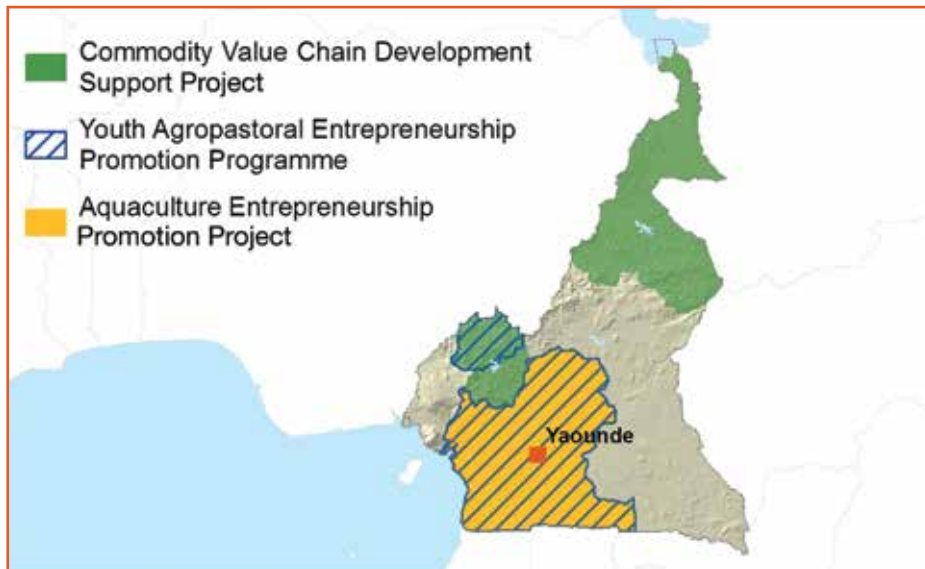 Commodity Value Chain Development
Support Project
Youth Agropastoral Entrepreneurship
Promotion Programme
Aquaculture Entrepreneurship
Promotion Project
Yaounde